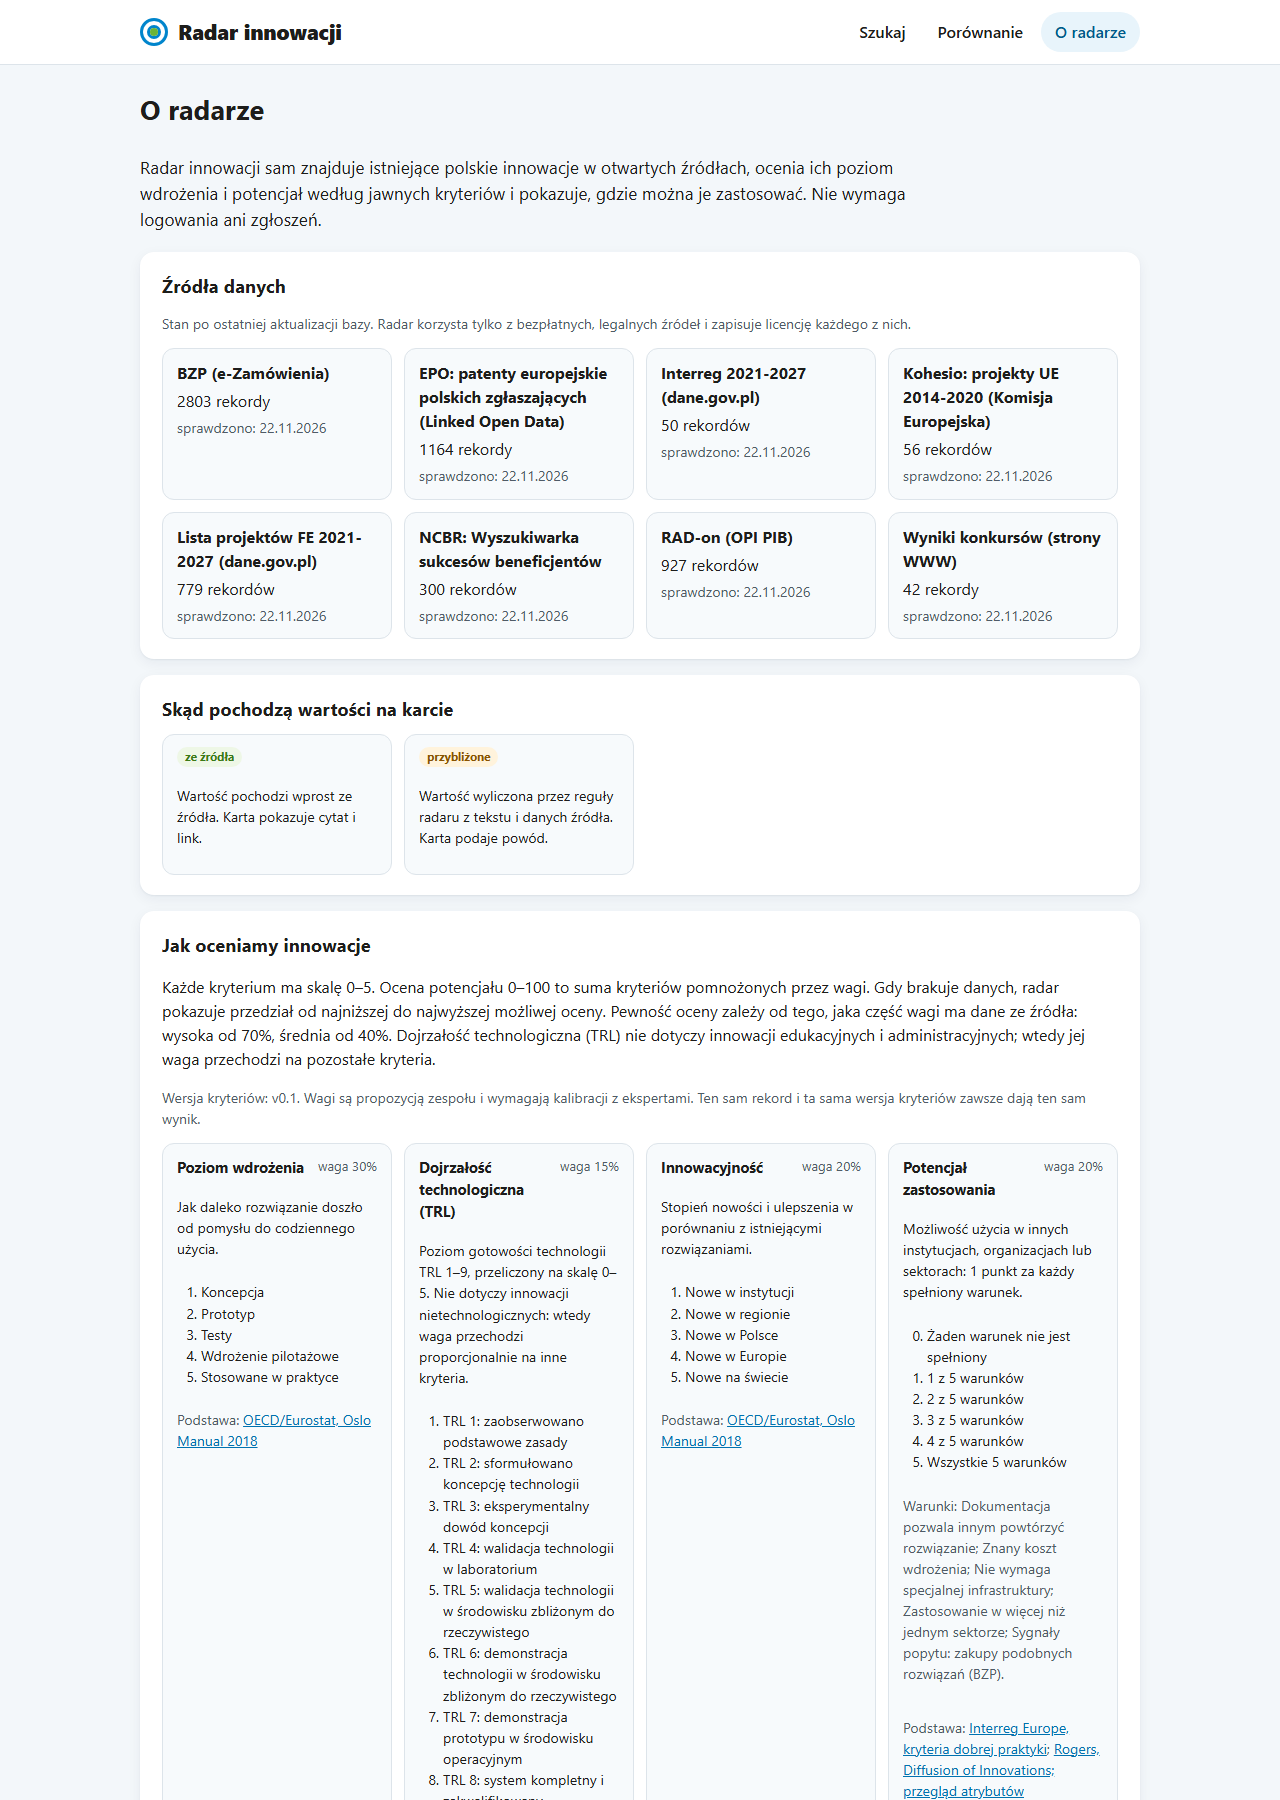 Radar innowacji
Szukaj
Porównanie
O radarze
O radarze
Radar innowacji sam znajduje istniejące polskie innowacje w otwartych źródłach, ocenia ich poziom
wdrożenia i potencjał według jawnych kryteriów i pokazuje, gdzie można je zastosować. Nie wymaga
logowania ani zgłoszeń.
Źródła danych
Stan po ostatniej aktualizacji bazy. Radar korzysta tylko z bezpłatnych, legalnych źródeł i zapisuje licencję każdego z nich.
BZP (e-Zamówienia)
2803 rekordy
sprawdzono: 22.11.2026
EPO: patenty europejskie
polskich zgłaszających
(Linked Open Data)
1164 rekordy
sprawdzono: 22.11.2026
Interreg 2021-2027
(dane.gov.pl)
50 rekordów
sprawdzono: 22.11.2026
Kohesio: projekty UE
2014-2020 (Komisja
Europejska)
56 rekordów
sprawdzono: 22.11.2026
Lista projektów FE 2021-
2027 (dane.gov.pl)
779 rekordów
sprawdzono: 22.11.2026
NCBR: Wyszukiwarka
sukcesów beneficjentów
300 rekordów
sprawdzono: 22.11.2026
RAD-on (OPI PIB)
927 rekordów
sprawdzono: 22.11.2026
Wyniki konkursów (strony
WWW)
42 rekordy
sprawdzono: 22.11.2026
Skąd pochodzą wartości na karcie
ze źródła
Wartość pochodzi wprost ze
źródła. Karta pokazuje cytat i
link.
przybliżone
Wartość wyliczona przez reguły
radaru z tekstu i danych źródła.
Karta podaje powód.
Jak oceniamy innowacje
Każde kryterium ma skalę 0–5. Ocena potencjału 0–100 to suma kryteriów pomnożonych przez wagi. Gdy brakuje danych, radar
pokazuje przedział od najniższej do najwyższej możliwej oceny. Pewność oceny zależy od tego, jaka część wagi ma dane ze źródła:
wysoka od 70%, średnia od 40%. Dojrzałość technologiczna (TRL) nie dotyczy innowacji edukacyjnych i administracyjnych; wtedy jej
waga przechodzi na pozostałe kryteria.
Wersja kryteriów: v0.1. Wagi są propozycją zespołu i wymagają kalibracji z ekspertami. Ten sam rekord i ta sama wersja kryteriów zawsze dają ten sam
wynik.
Poziom wdrożenia
waga 30%
Jak daleko rozwiązanie doszło
od pomysłu do codziennego
użycia.
1. Koncepcja
2. Prototyp
3. Testy
4. Wdrożenie pilotażowe
5. Stosowane w praktyce
Podstawa: OECD/Eurostat, Oslo
Manual 2018
Dojrzałość
technologiczna
(TRL)
waga 15%
Poziom gotowości technologii
TRL 1–9, przeliczony na skalę 0–
5. Nie dotyczy innowacji
nietechnologicznych: wtedy
waga przechodzi
proporcjonalnie na inne
kryteria.
1. TRL 1: zaobserwowano
podstawowe zasady
2. TRL 2: sformułowano
koncepcję technologii
3. TRL 3: eksperymentalny
dowód koncepcji
4. TRL 4: walidacja technologii
w laboratorium
5. TRL 5: walidacja technologii
w środowisku zbliżonym do
rzeczywistego
6. TRL 6: demonstracja
technologii w środowisku
zbliżonym do rzeczywistego
7. TRL 7: demonstracja
prototypu w środowisku
operacyjnym
8. TRL 8: system kompletny i
Innowacyjność
waga 20%
Stopień nowości i ulepszenia w
porównaniu z istniejącymi
rozwiązaniami.
1. Nowe w instytucji
2. Nowe w regionie
3. Nowe w Polsce
4. Nowe w Europie
5. Nowe na świecie
Podstawa: OECD/Eurostat, Oslo
Manual 2018
Potencjał
zastosowania
waga 20%
Możliwość użycia w innych
instytucjach, organizacjach lub
sektorach: 1 punkt za każdy
spełniony warunek.
0. Żaden warunek nie jest
spełniony
1. 1 z 5 warunków
2. 2 z 5 warunków
3. 3 z 5 warunków
4. 4 z 5 warunków
5. Wszystkie 5 warunków
Warunki: Dokumentacja
pozwala innym powtórzyć
rozwiązanie; Znany koszt
wdrożenia; Nie wymaga
specjalnej infrastruktury;
Zastosowanie w więcej niż
jednym sektorze; Sygnały
popytu: zakupy podobnych
rozwiązań (BZP).
Podstawa: Interreg Europe,
kryteria dobrej praktyki; Rogers,
Diffusion of Innovations;
przegląd atrybutów